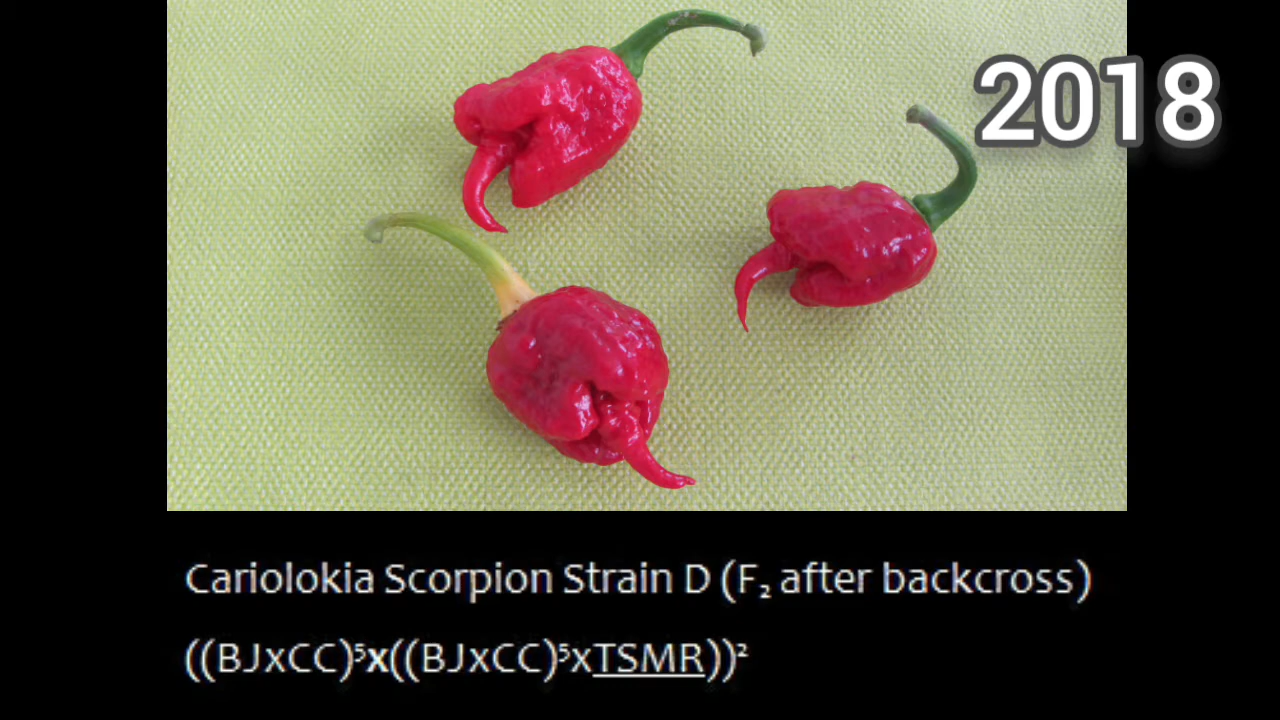 2018
Cariolokia Scorpion Strain D (F₂ after backcross)
((BJxCC)⁵x((BJxCC)⁵xTSMR))²